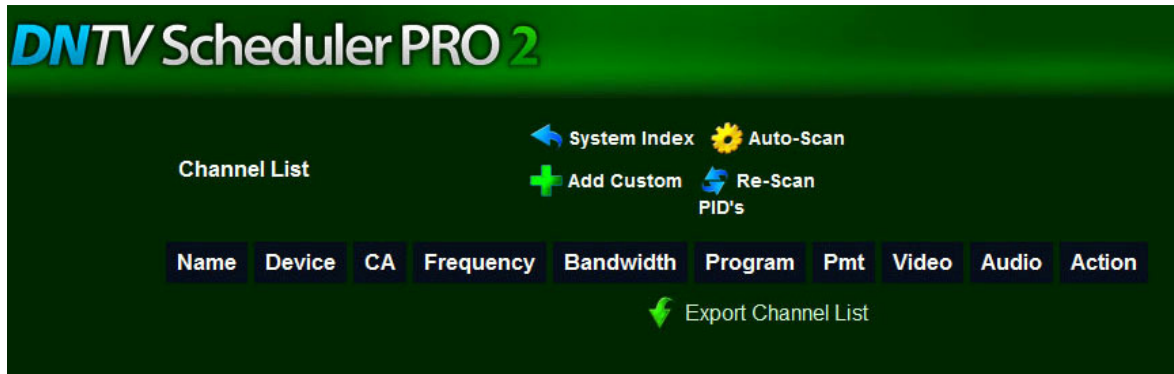 DNTV Scheduler PRO 2
System Index Auto-Scan
Channel List
Add Custom Re-Scan
PID's
Name Device CA Frequency Bandwidth Program Pmt Video Audio Action
Export Channel List